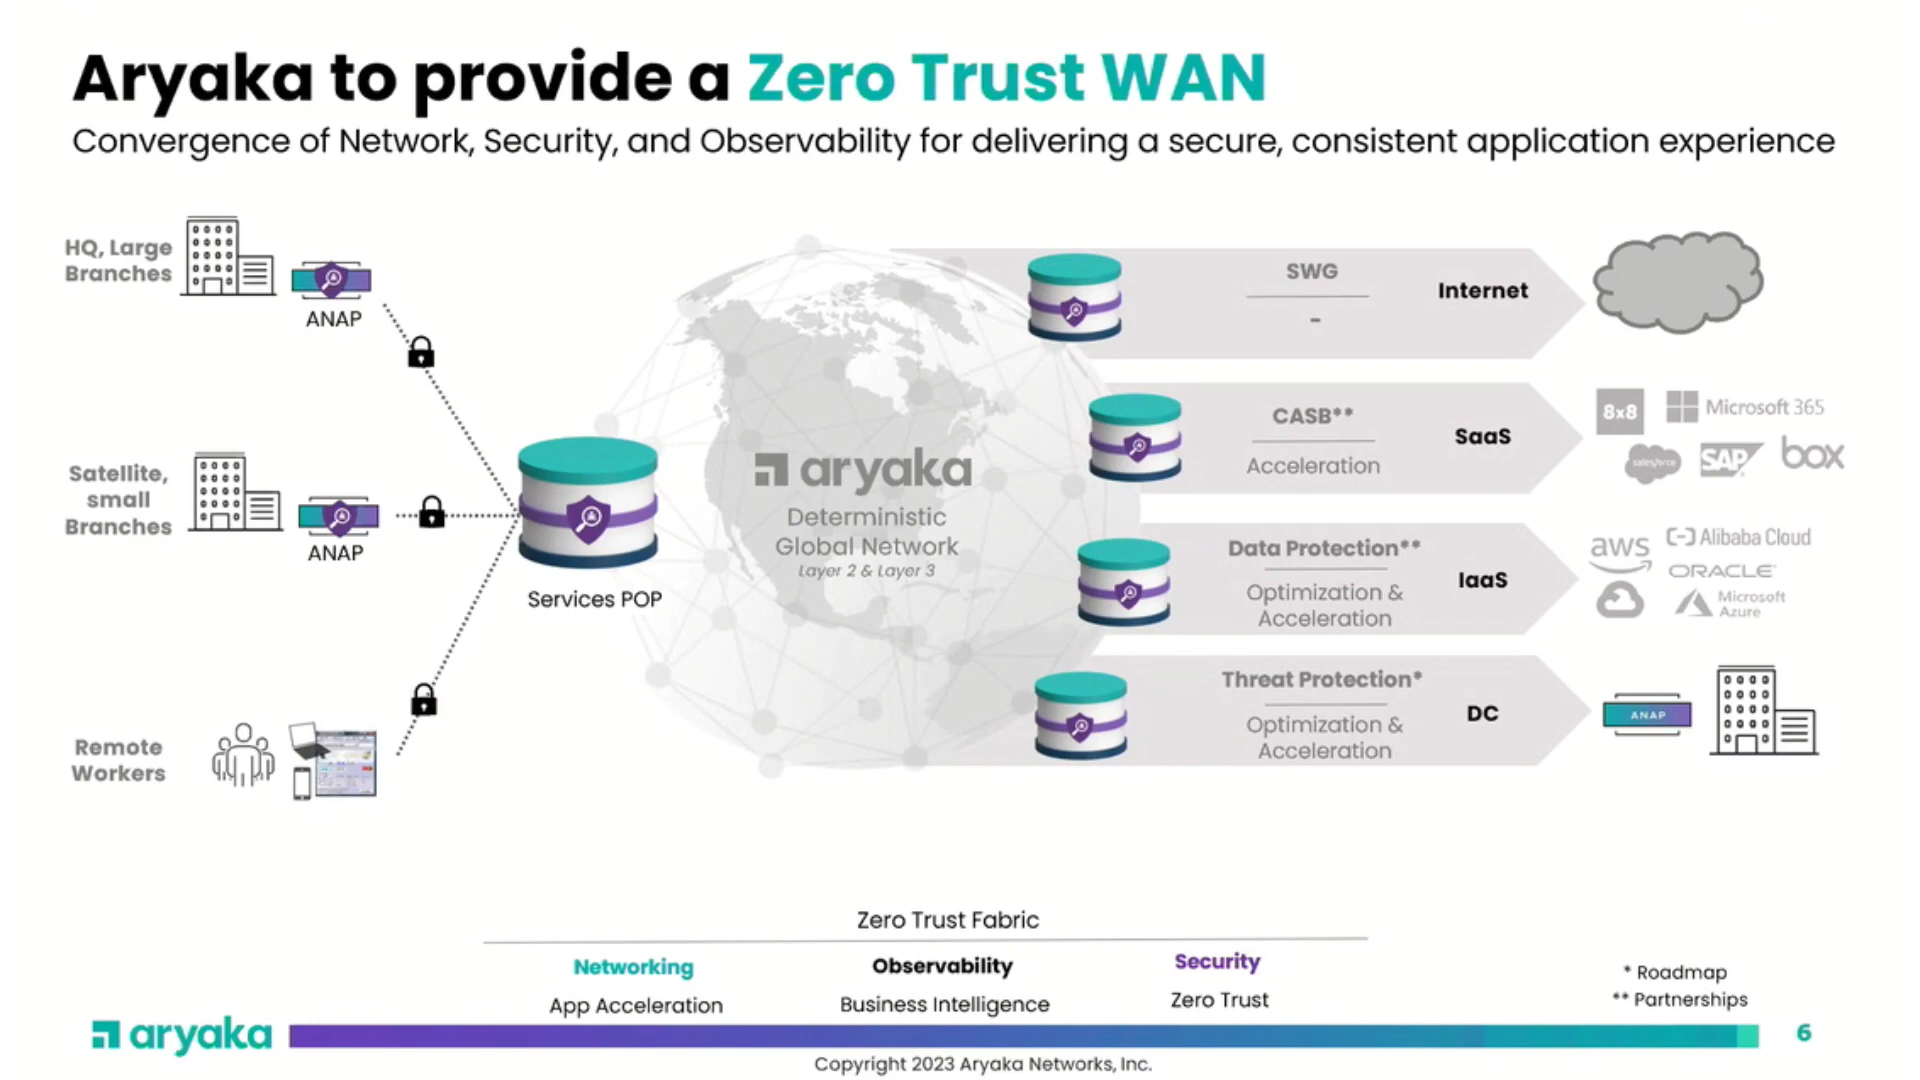 Aryaka to provide a Zero Trust WAN
Convergence of Network, Security, and Observability for delivering a secure, consistent application experience
HQ, Large
Branches
ANAP
Satellite,
small
Branches
ANAP
Remote
Workers
Services POP
aryaka
Deterministic
Global Network
Layer 2 & Layer 3
SWG
-
Internet
CASB**
Acceleration
SaaS
8x8
Microsoft 365
salesforce
SAP
box
Data Protection**
Optimization &
Acceleration
IaaS
aws
Alibaba Cloud
ORACLE
Microsoft
Azure
Threat Protection*
Optimization &
Acceleration
DC
ANAP
Zero Trust Fabric
Networking
App Acceleration
Observability
Business Intelligence
Security
Zero Trust
* Roadmap
** Partnerships
aryaka
6
Copyright 2023 Aryaka Networks, Inc.